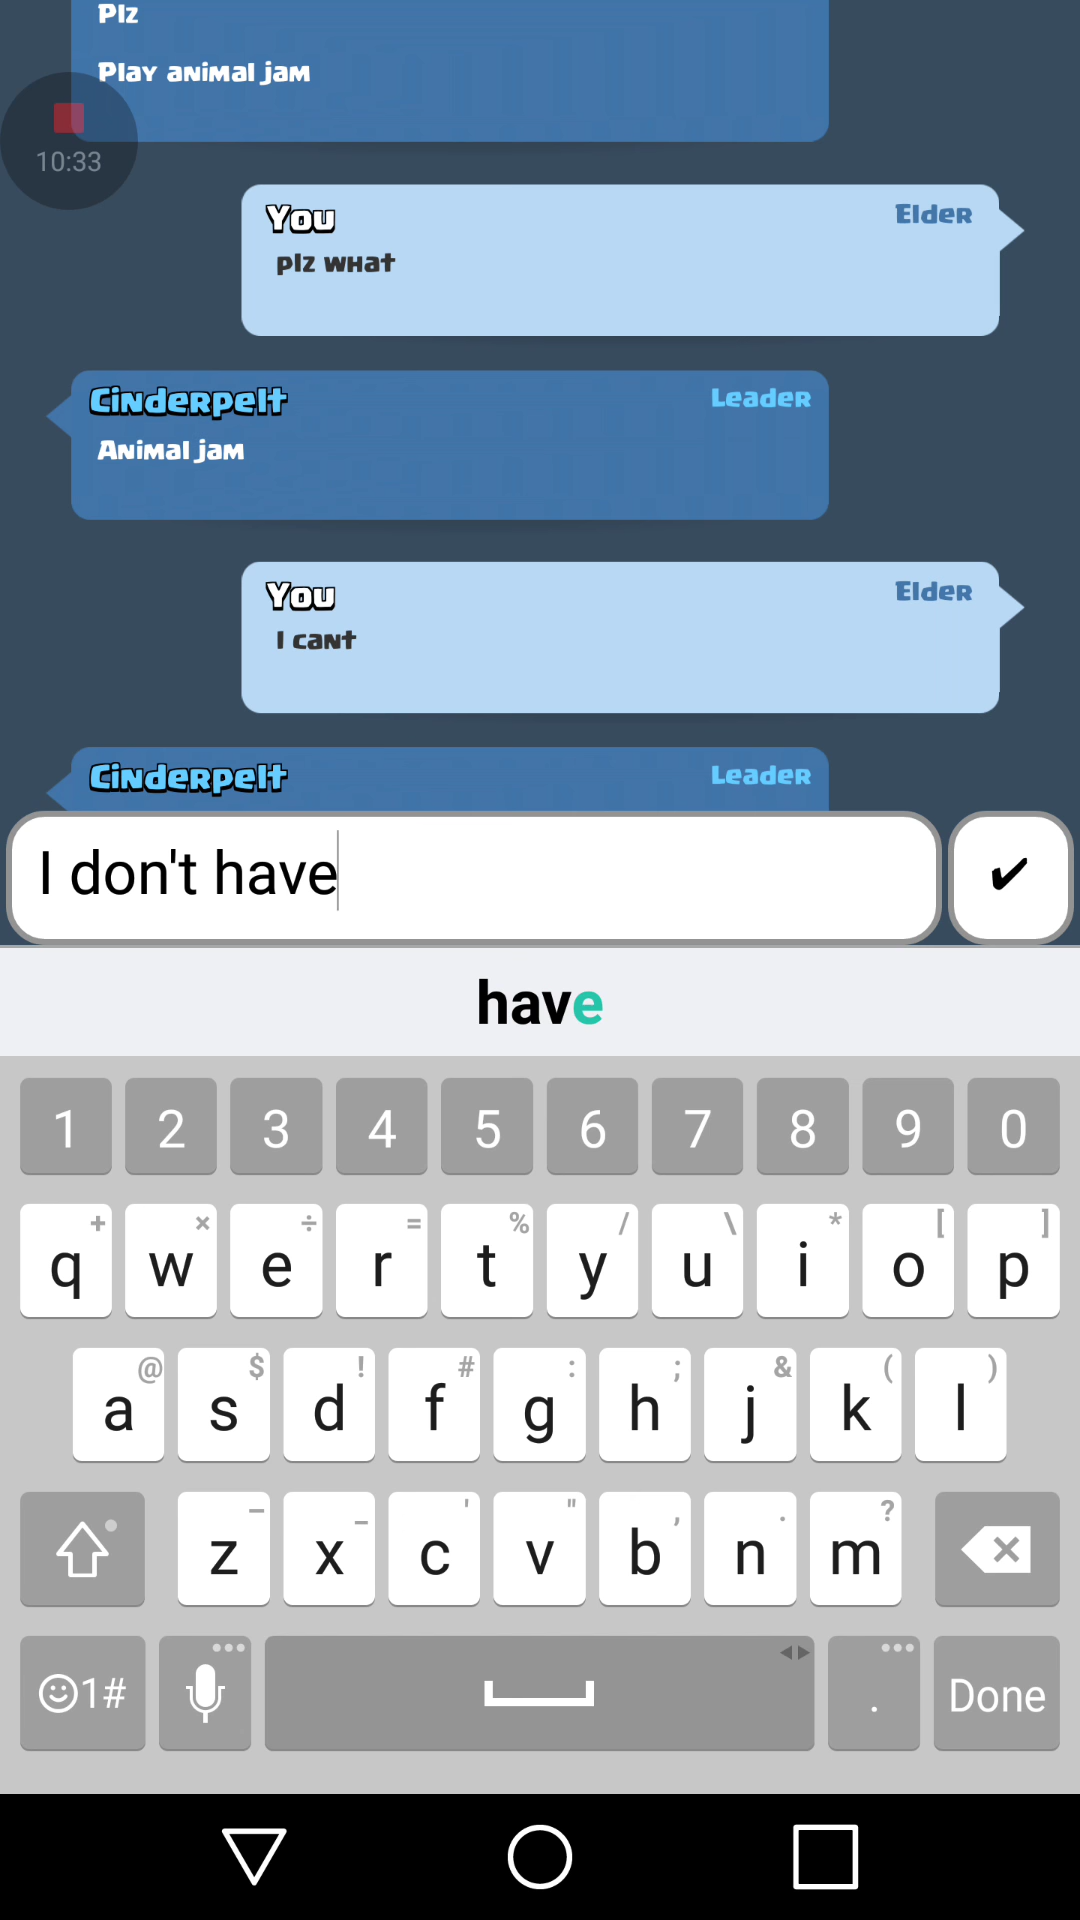 Plz
Play animal jam
10:33
You Elder
plz what
Cinderpelt Leader
Animal jam
You Elder
I cant
Cinderpelt Leader
I don't have ✔
have
1 2 3 4 5 6 7 8 9 0
+ × ÷ = % / \ * [ ]
q w e r t y u i o p
@ $ ! # : ; & ( )
a s d f g h j k l
– _ ' " , . ?
z x c v b n m
1# . Done